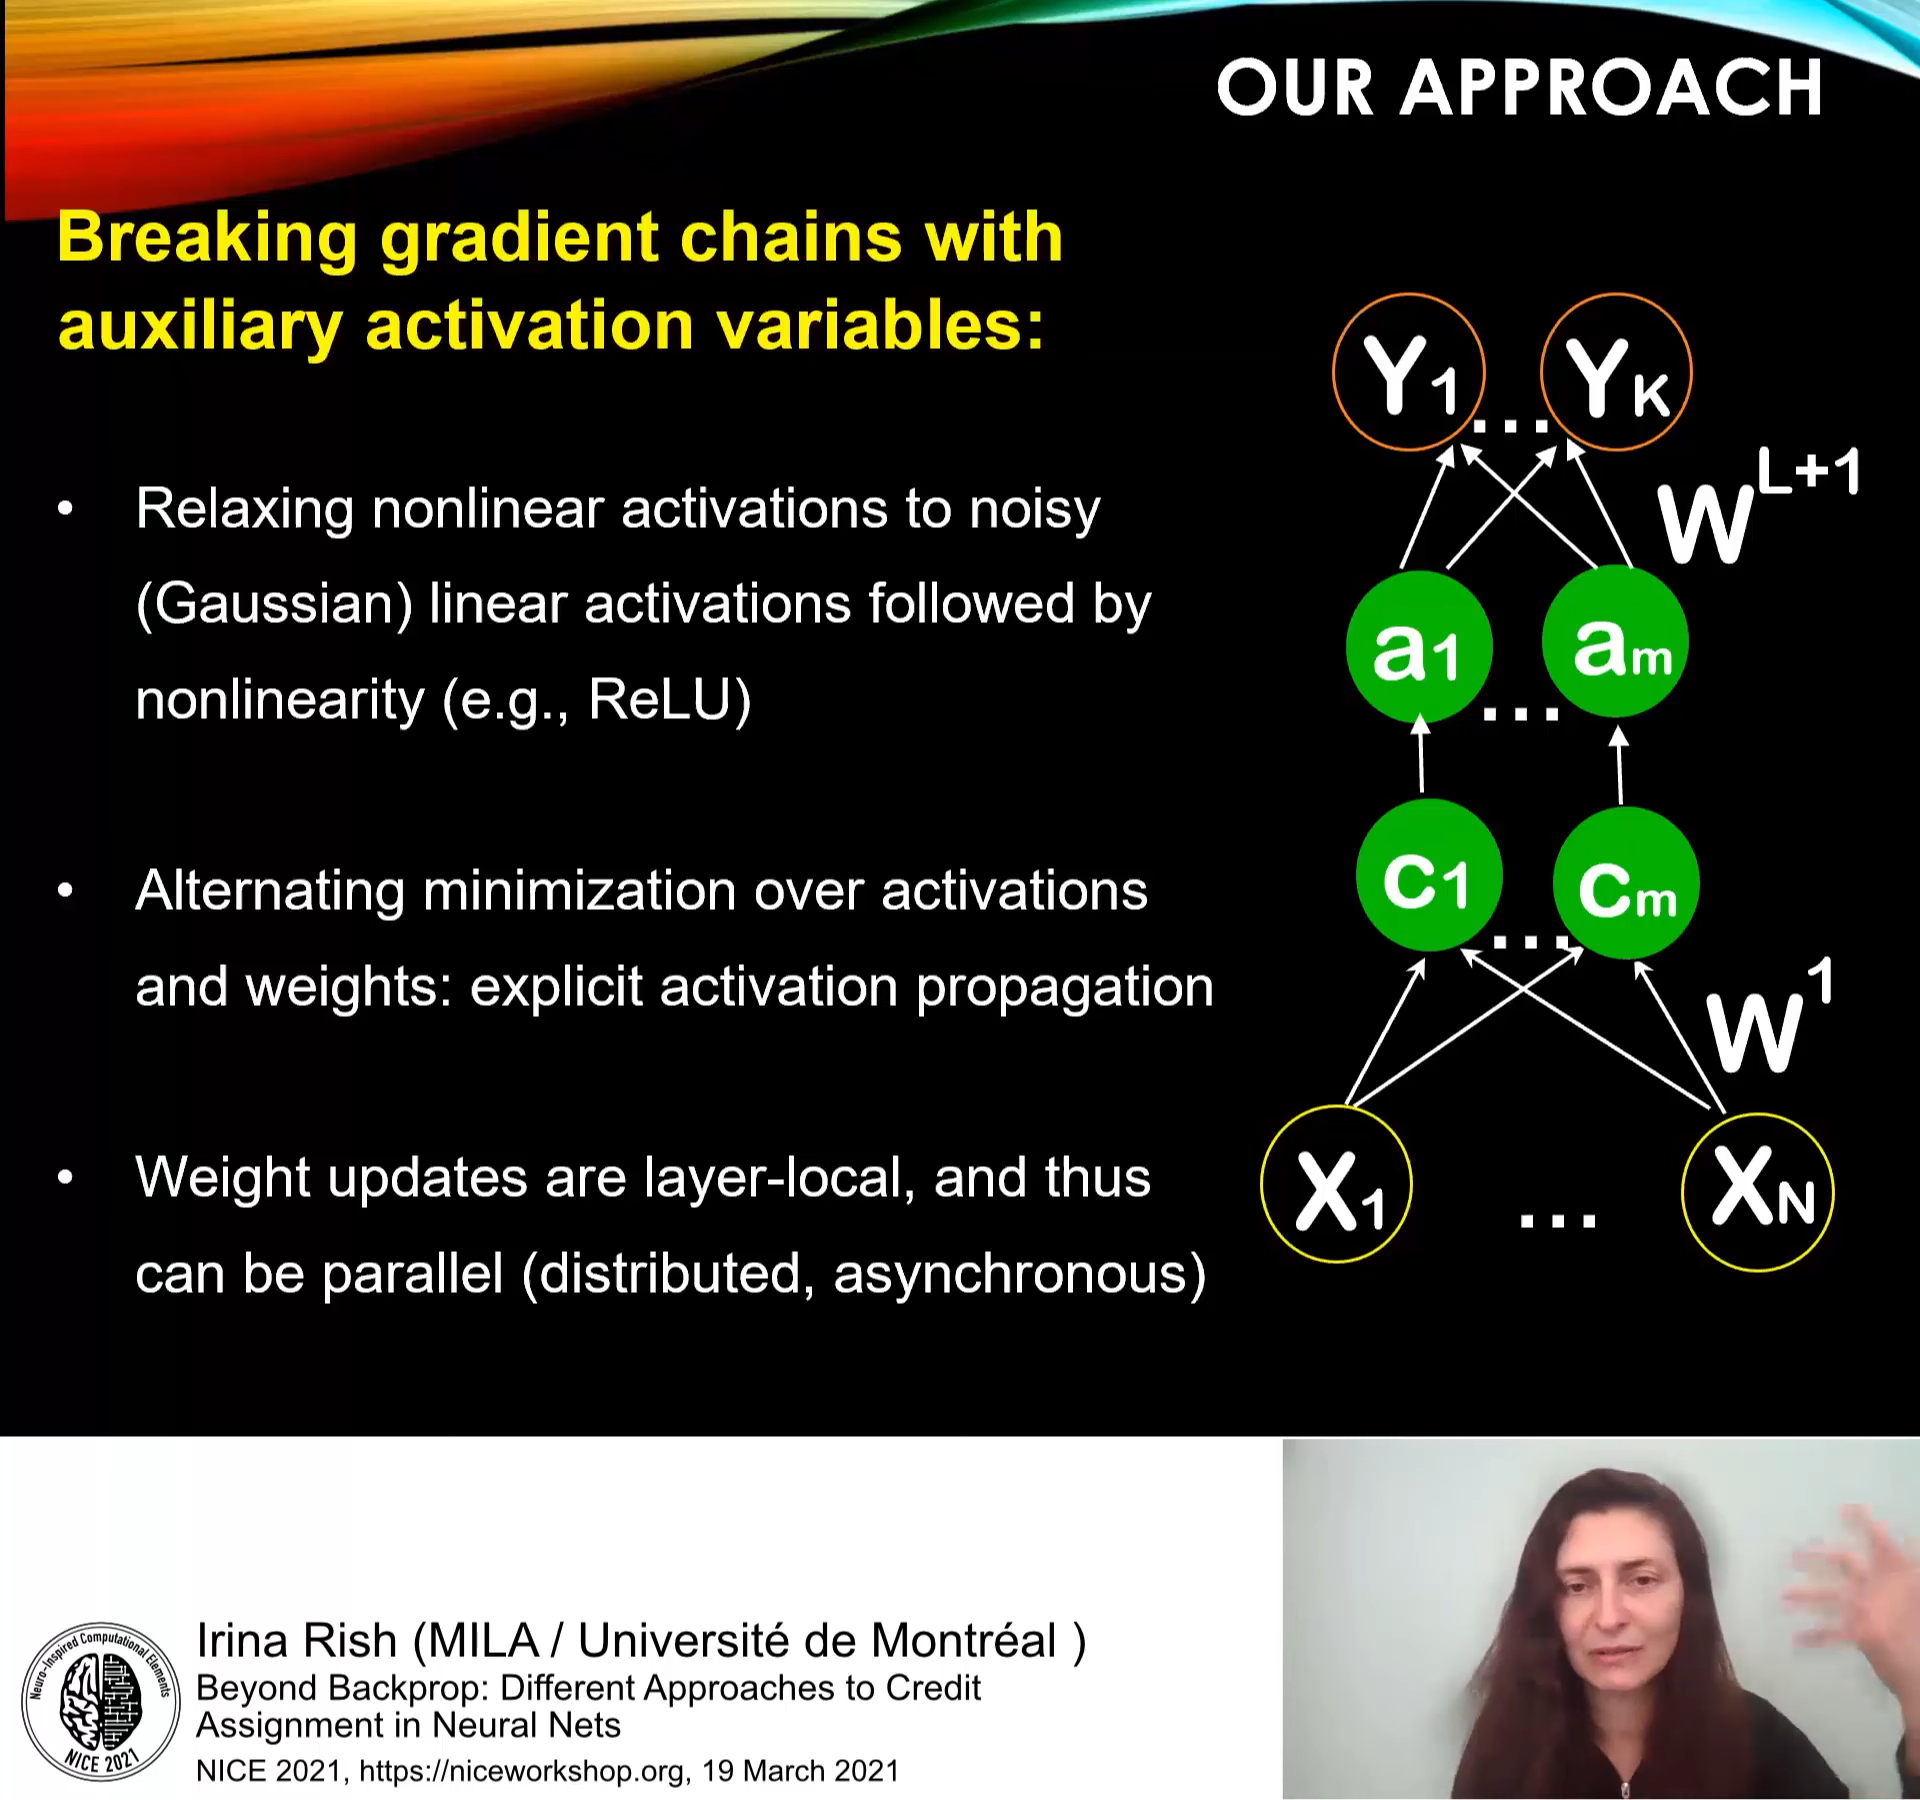 OUR APPROACH
Breaking gradient chains with
auxiliary activation variables:
• Relaxing nonlinear activations to noisy
(Gaussian) linear activations followed by
nonlinearity (e.g., ReLU)
• Alternating minimization over activations
and weights: explicit activation propagation
• Weight updates are layer-local, and thus
can be parallel (distributed, asynchronous)
Y1 ... YK
W L+1
a1 ... am
c1 ... cm
W 1
X1 ... XN
Neuro-Inspired Computational Elements
NICE 2021
Irina Rish (MILA / Université de Montréal )
Beyond Backprop: Different Approaches to Credit
Assignment in Neural Nets
NICE 2021, https://niceworkshop.org, 19 March 2021